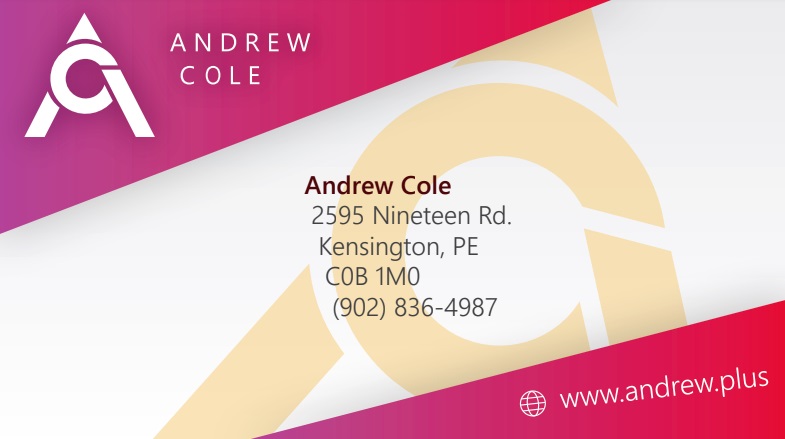 ANDREW
COLE
Andrew Cole
2595 Nineteen Rd.
Kensington, PE
C0B 1M0
(902) 836-4987
www.andrew.plus